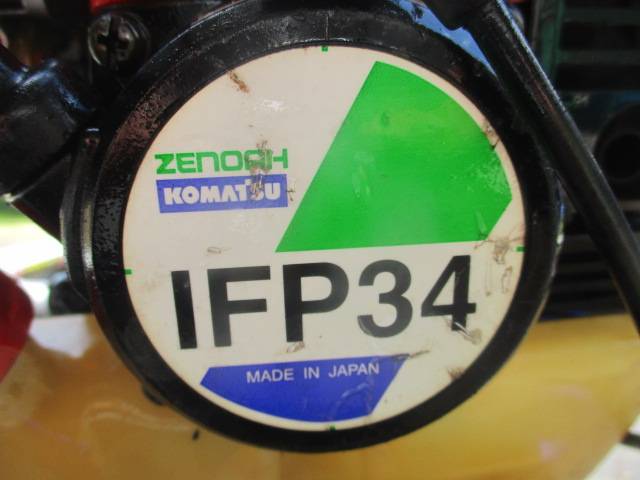 ZENOAH
KOMATSU
IFP34
MADE IN JAPAN